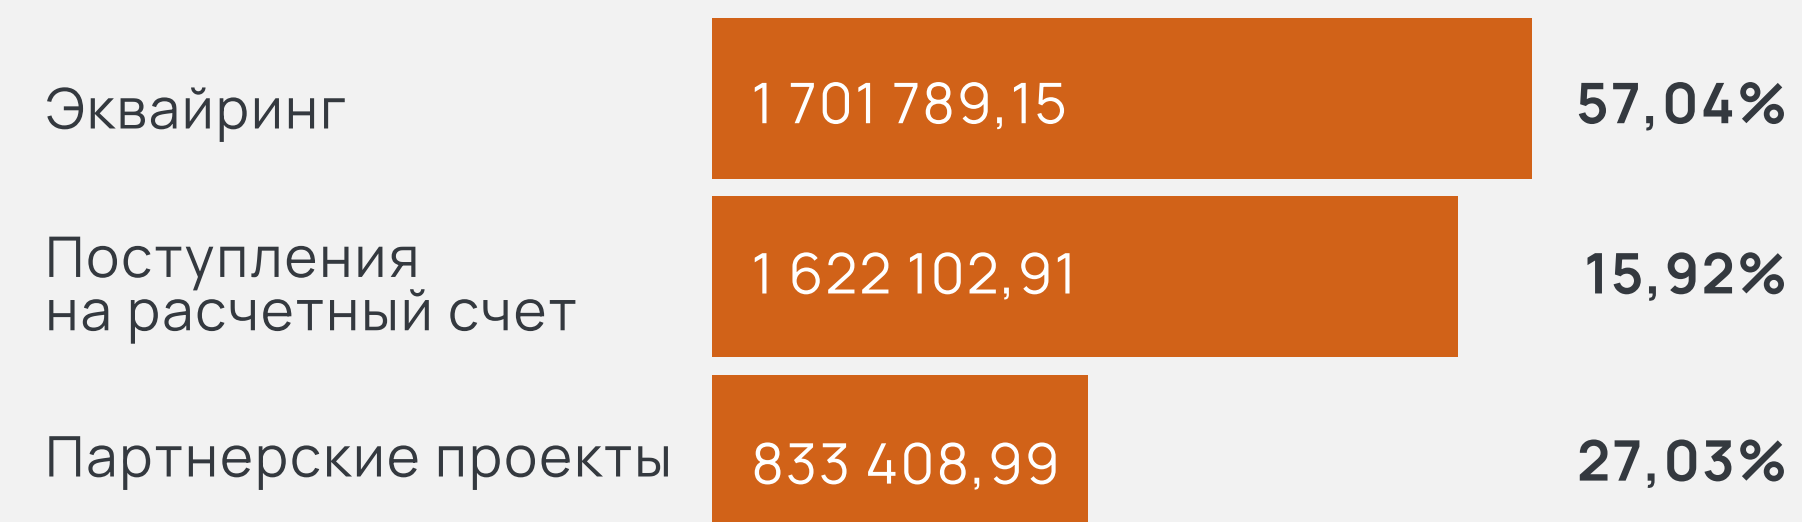 Эквайринг 1 701 789,15 57,04%
Поступления
на расчетный счет 1 622 102,91 15,92%
Партнерские проекты 833 408,99 27,03%